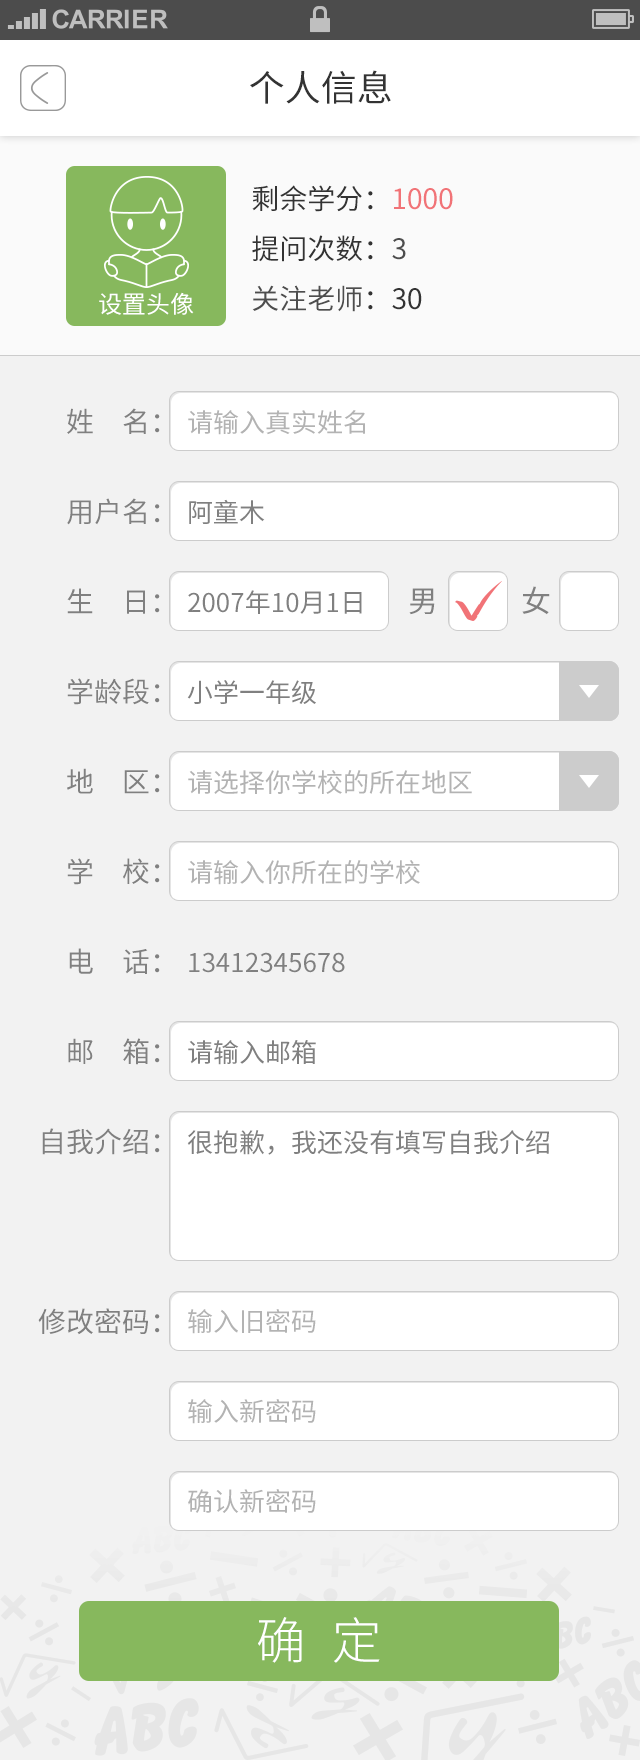 CARRIER
个人信息
剩余学分：1000
提问次数：3
关注老师：30
设置头像
姓 名：请输入真实姓名
用户名：阿童木
生 日：2007年10月1日 男 女
学龄段：小学一年级
地 区：请选择你学校的所在地区
学 校：请输入你所在的学校
电 话：13412345678
邮 箱：请输入邮箱
自我介绍：很抱歉，我还没有填写自我介绍
修改密码：输入旧密码
输入新密码
确认新密码
ABC
确 定
BC
y
ABC
ABC
y